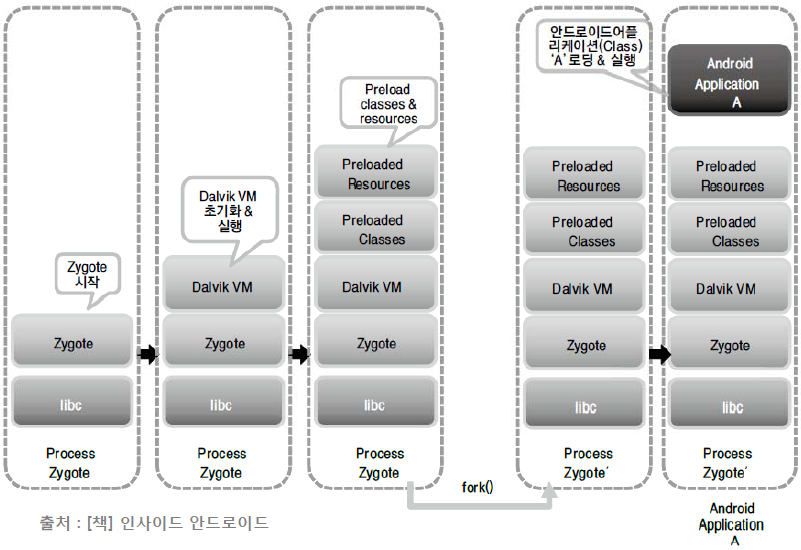 Zygote
시작
Zygote
libc
Process
Zygote
Dalvik VM
초기화 &
실행
Dalvik VM
Zygote
libc
Process
Zygote
Preload
classes &
resources
Preloaded
Resources
Preloaded
Classes
Dalvik VM
Zygote
libc
Process
Zygote
fork()
Preloaded
Resources
Preloaded
Classes
Dalvik VM
Zygote
libc
Process
Zygote′
안드로이드어플
리케이션(Class)
‘A’로딩 & 실행
Android
Application
A
Preloaded
Resources
Preloaded
Classes
Dalvik VM
Zygote
libc
Process
Zygote′
Android
Application
A
출처 : [책] 인사이드 안드로이드